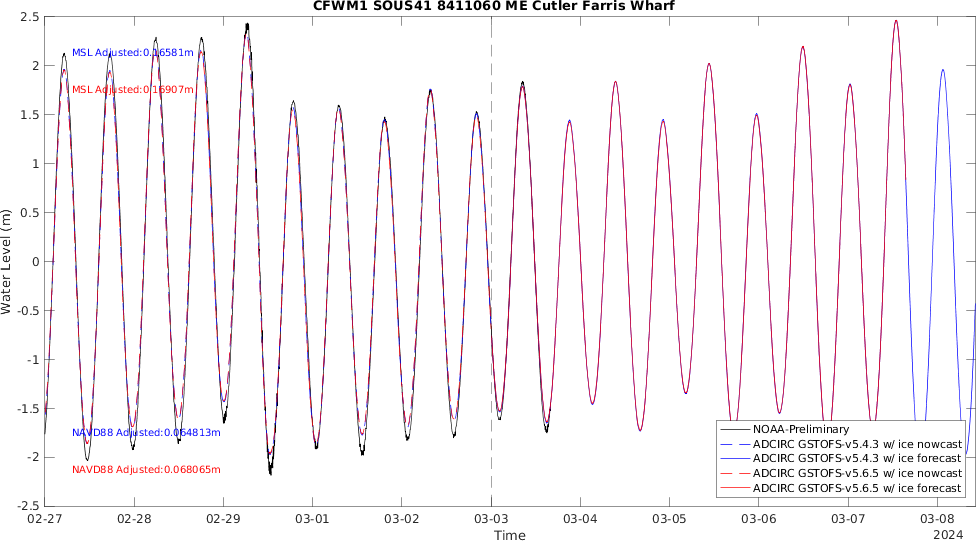 CFWM1 SOUS41 8411060 ME Cutler Farris Wharf
2.5
2
1.5
1
0.5
0
-0.5
-1
-1.5
-2
-2.5
Water Level (m)
MSL Adjusted:0.16581m
MSL Adjusted:0.16907m
NAVD88 Adjusted:0.064813m
NAVD88 Adjusted:0.068065m
NOAA-Preliminary
ADCIRC GSTOFS-v5.4.3 w/ ice nowcast
ADCIRC GSTOFS-v5.4.3 w/ ice forecast
ADCIRC GSTOFS-v5.6.5 w/ ice nowcast
ADCIRC GSTOFS-v5.6.5 w/ ice forecast
02-27 02-28 02-29 03-01 03-02 03-03 03-04 03-05 03-06 03-07 03-08
Time
2024